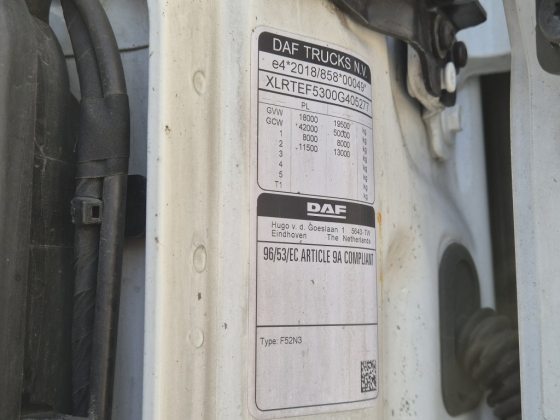 DAF TRUCKS N.V.
e4*2018/858*00049*
XLRTEF5300G405277
PL
GVW 18000 19500 kg
GCW 42000 50000 kg
1 8000 8000 kg
2 11500 13000 kg
3 kg
4 kg
5 kg
T1 kg
DAF
Hugo v. d. Goeslaan 1 5643 TW
Eindhoven The Netherlands
96/53/EC ARTICLE 9A COMPLIANT
Type: F52N3